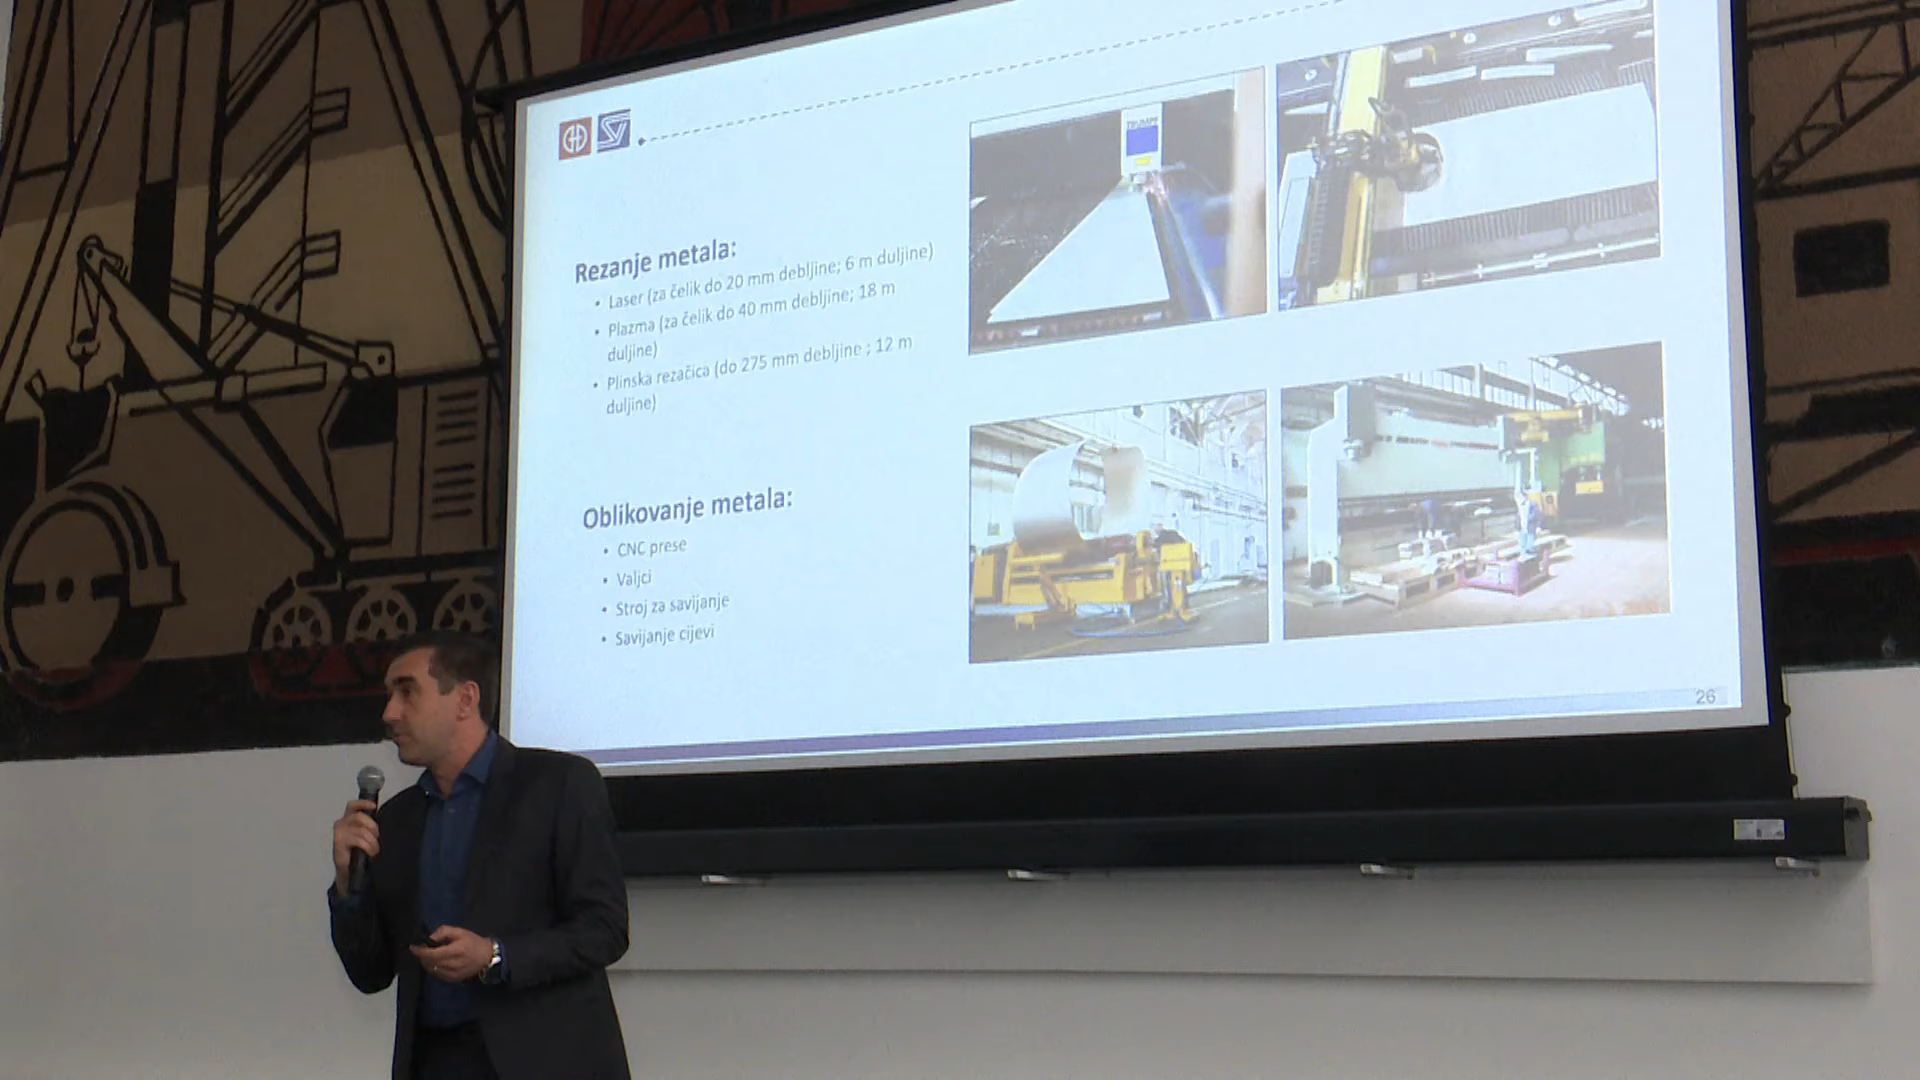 Rezanje metala:
• Laser (za čelik do 20 mm debljine; 6 m duljine)
• Plazma (za čelik do 40 mm debljine; 18 m
duljine)
• Plinska rezačica (do 275 mm debljine ; 12 m
duljine)
Oblikovanje metala:
• CNC prese
• Valjci
• Stroj za savijanje
• Savijanje cijevi
TRUMPF
26